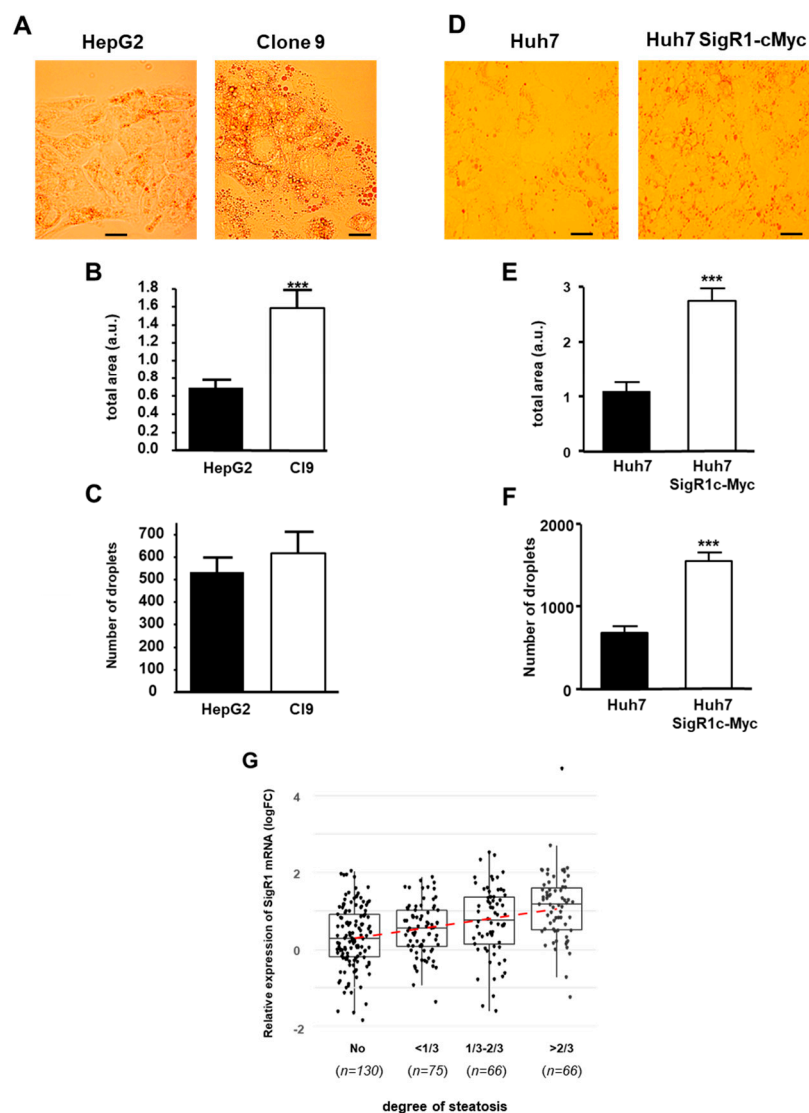 A
HepG2 Clone 9
D
Huh7 Huh7 SigR1-cMyc
B
total area (a.u.)
1.8
1.6
1.4
1.2
1.0
0.8
0.6
0.4
0.2
0.0
***
HepG2 Cl9
E
total area (a.u.)
3
2
1
0
***
Huh7 Huh7
SigR1c-Myc
C
Number of droplets
700
600
500
400
300
200
100
0
HepG2 Cl9
F
Number of droplets
2000
1000
0
***
Huh7 Huh7
SigR1c-Myc
G
Relative expression of SigR1 mRNA (logFC)
4
2
0
-2
No <1/3 1/3-2/3 >2/3
(n=130) (n=75) (n=66) (n=66)
degree of steatosis